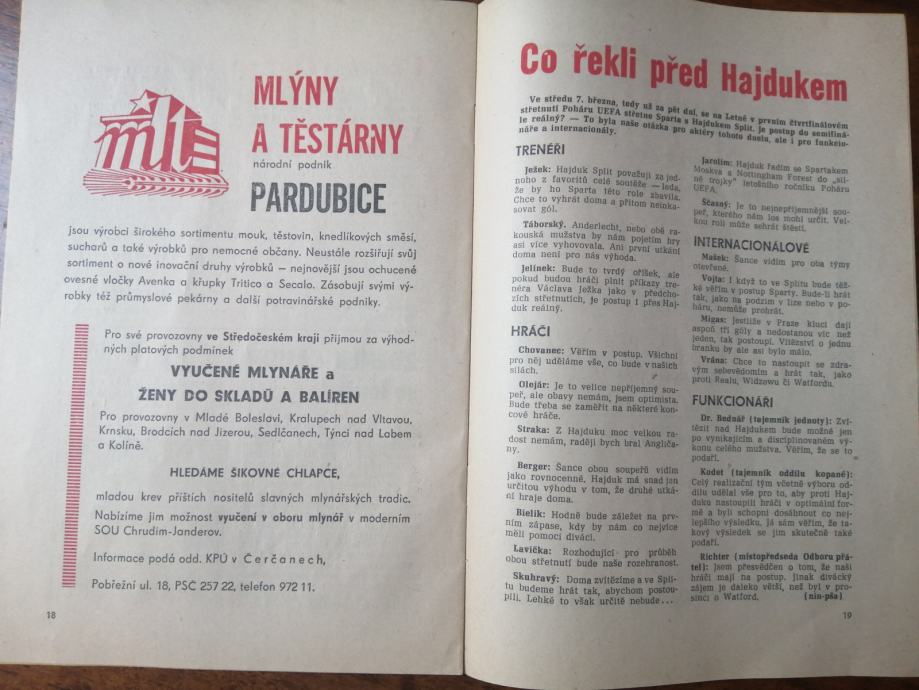 mt
MLÝNY
A TĚSTÁRNY
národní podnik
PARDUBICE
jsou výrobci širokého sortimentu mouk, těstovin, knedlíkových směsí,
sucharů a také výrobků pro nemocné občany. Neustále rozšiřují svůj
sortiment o nové inovační druhy výrobků — nejnovější jsou ochucené
ovesné vločky Avenka a křupky Tritico a Secalo. Zásobují svými vý-
robky též průmyslové pekárny a další potravinářské podniky.
Pro své provozovny ve Středočeském kraji přijmou za výhod-
ných platových podmínek
VYUČENÉ MLYNÁŘE a
ŽENY DO SKLADŮ A BALÍREN
Pro provozovny v Mladé Boleslavi, Kralupech nad Vltavou,
Krnsku, Brodcích nad Jizerou, Sedlčanech, Týnci nad Labem
a Kolíně.
HLEDÁME ŠIKOVNÉ CHLAPCE,
mladou krev příštích nositelů slavných mlynářských tradic.
Nabízíme jim možnost vyučení v oboru mlynář v moderním
SOU Chrudim-Janderov.
Informace podá odd. KPÚ v Čerčanech,
Pobřežní ul. 18, PSČ 257 22, telefon 972 11.
18
Co řekli před Hajdukem
Ve středu 7. března, tedy už za pět dní, se na Letné v prvním čtvrtfinálovém
střetnutí Poháru UEFA střetne Sparta s Hajdukem Split. Je postup do semifiná-
le reálný? — To byla naše otázka pro aktéry tohoto duelu, ale i pro funkcio-
náře a internacionály.
TRENÉŘI
Ježek: Hajduk Split považuji za jed-
noho z favoritů celé soutěže — leda,
že by ho Sparta této role zbavila.
Chce to vyhrát doma a přitom neinka-
sovat gól.
Táborský. Anderlecht, nebo obě ra-
kouská mužstva by nám pojetím hry
asi více vyhovovala. Ani první utkání
doma není pro nás výhoda.
Jelínek: Bude to tvrdý oříšek, ale
pokud budou hráči plnit příkazy tre-
néra Václava Ježka jako v předcho-
zích střetnutích, je postup i přes Haj-
duk reálný.
HRÁČI
Chovanec: Věřím v postup. Všichni
pro něj uděláme vše, co bude v našich
silách.
Olejár: Je to velice nepříjemný sou-
peř, ale obavy nemám, jsem optimista.
Bude třeba se zaměřit na některé kon-
cové hráče.
Straka: Z Hajduku moc velkou ra-
dost nemám, raději bych bral Angliča-
ny.
Berger: Šance obou soupeřů vidím
jako rovnocenné. Hajduk má snad jen
určitou výhodu v tom, že druhé utká-
ní hraje doma.
Bielik: Hodně bude záležet na prv-
ním zápase, kdy by nám co nejvíce
měli pomoci diváci.
Lavička: Rozhodující pro průběh
obou střetnutí bude naše rozehranost.
Skuhravý: Doma zvítězíme a ve Spli-
tu budeme hrát tak, abychom postou-
pili. Lehké to však určitě nebude...
Jarolím: Hajduk řadím se Spartakem
Moskva a Nottingham Forest do „sil-
né trojky" letošního ročníku Poháru
UEFA.
Ščasný: Je to nejnepříjemnější sou-
peř, kterého nám los mohl určit. Vel-
kou roli může sehrát štěstí.
INTERNACIONÁLOVÉ
Mašek: Šance vidím pro oba týmy
otevřené.
Vojta: I když to ve Splitu bude těž-
ké věřím v postup Sparty. Bude-li hrát
tak, jako na podzim v lize nebo v po-
háru, nemůže prohrát.
Migas: jestliže v Praze kluci dají
aspoň tři góly a nedostanou víc než
jeden, tak postoupí. Vítězství o jednu
branku by ale asi bylo málo.
Vrána: Chce to nastoupit se zdra-
vým sebevědomím a hrát tak, jako
proti Realu, Widzewu či Watfordu.
FUNKCIONÁŘI
Dr. Bednář (tajemník jednoty): Zví-
tězit nad Hajdukem bude možné jen
po vynikajícím a disciplinovaném vý-
konu celého mužstva. Věřím, že se to
podaří.
Kodet (tajemník oddílu kopané):
Celý realizační tým včetně výboru od-
dílu udělal vše pro to, aby proti Haj-
duku nastoupili hráči v optimální for-
mě a byli schopni dosáhnout co nej-
lepšího výsledku. Já sám věřím, že ta-
kový výsledek se jim skutečně také
podaří.
Richter (místopředseda Odboru přá-
tel): Jsem přesvědčen o tom, že naši
hráči mají na postup. Jinak divácký
zájem je daleko větší, než byl v pro-
sinci o Watford. (nin-pša)
19